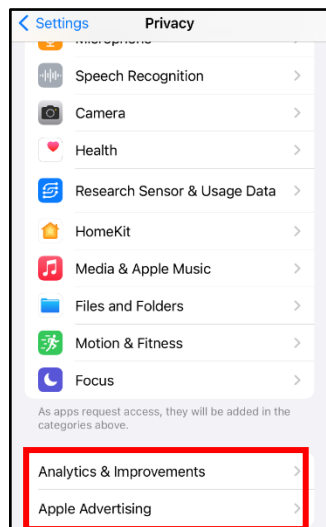 Settings
Privacy
Microphone
Speech Recognition
Camera
Health
Research Sensor & Usage Data
HomeKit
Media & Apple Music
Files and Folders
Motion & Fitness
Focus
As apps request access, they will be added in the
categories above.
Analytics & Improvements
Apple Advertising